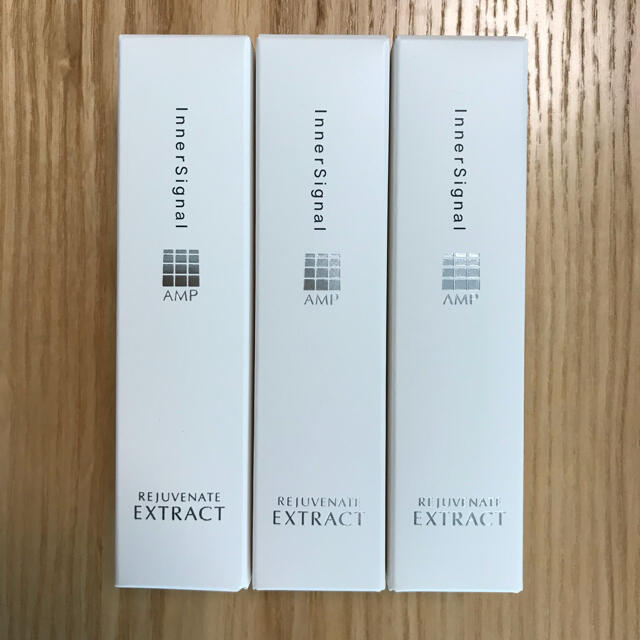 InnerSignal
AMP
REJUVENATE
EXTRACT
InnerSignal
AMP
REJUVENATE
EXTRACT
InnerSignal
AMP
REJUVENATE
EXTRACT